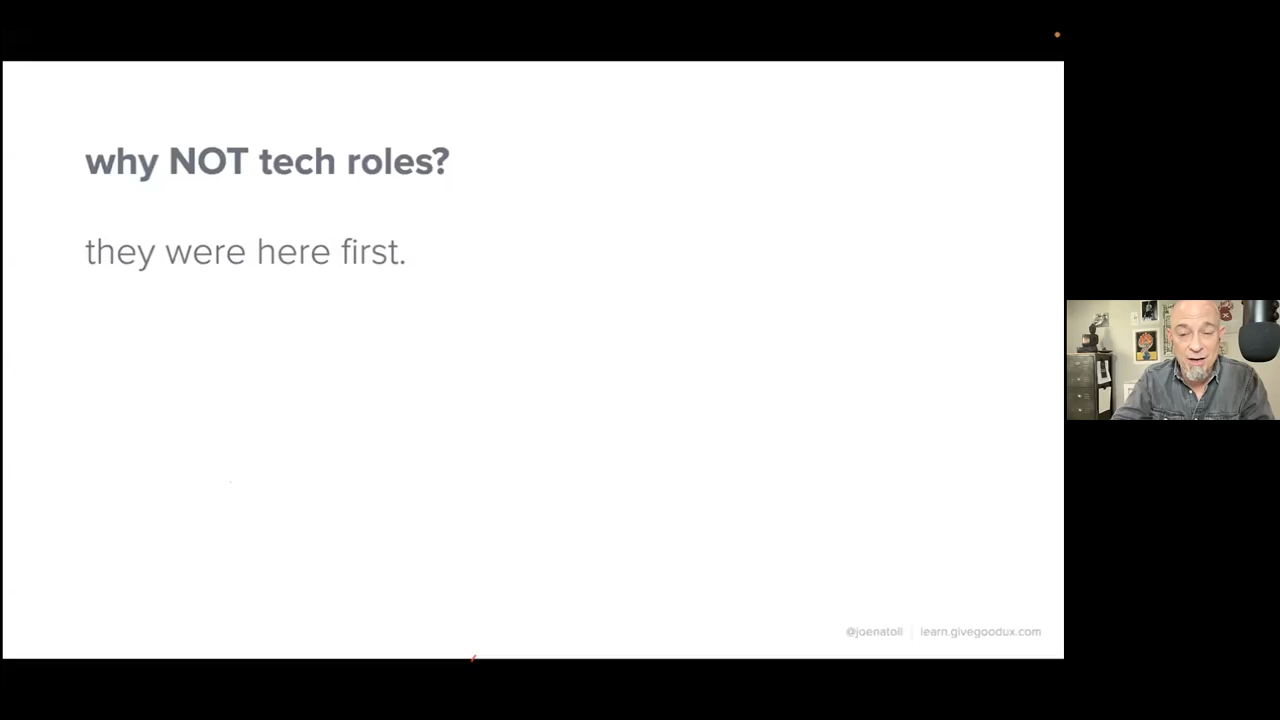 why NOT tech roles?
they were here first.
@joenatoli | learn.givegoodux.com